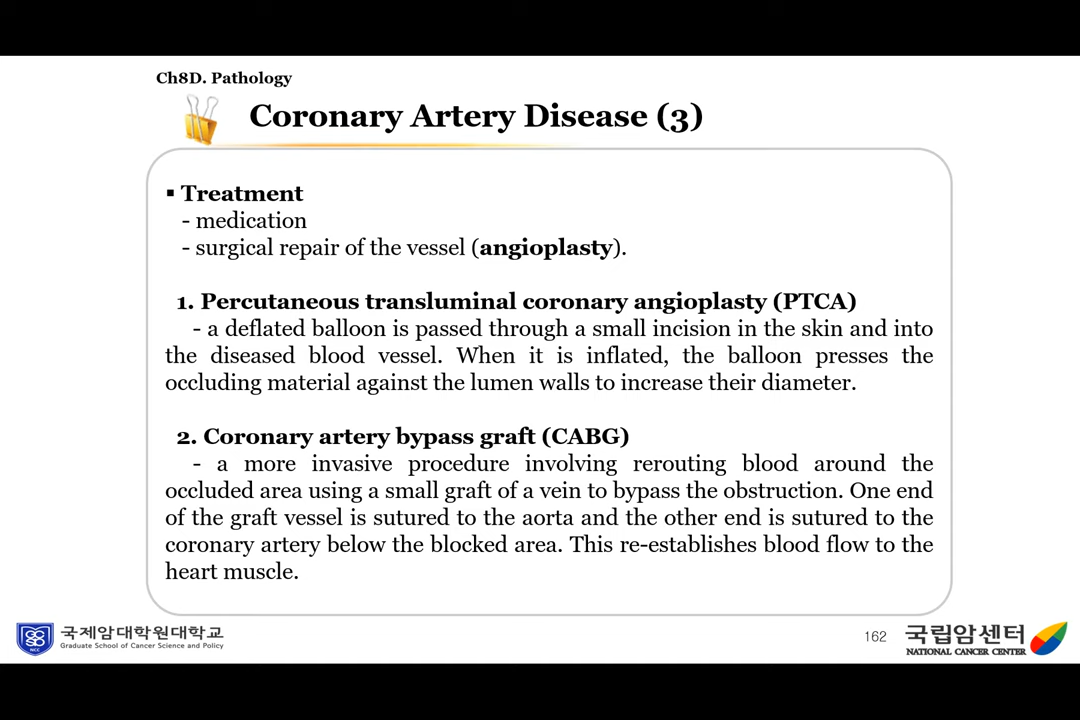 Ch8D. Pathology
Coronary Artery Disease (3)
▪ Treatment
- medication
- surgical repair of the vessel (angioplasty).
1. Percutaneous transluminal coronary angioplasty (PTCA)
- a deflated balloon is passed through a small incision in the skin and into
the diseased blood vessel. When it is inflated, the balloon presses the
occluding material against the lumen walls to increase their diameter.
2. Coronary artery bypass graft (CABG)
- a more invasive procedure involving rerouting blood around the
occluded area using a small graft of a vein to bypass the obstruction. One end
of the graft vessel is sutured to the aorta and the other end is sutured to the
coronary artery below the blocked area. This re-establishes blood flow to the
heart muscle.
NCC
국제암대학원대학교
Graduate School of Cancer Science and Policy
162
국립암센터
NATIONAL CANCER CENTER